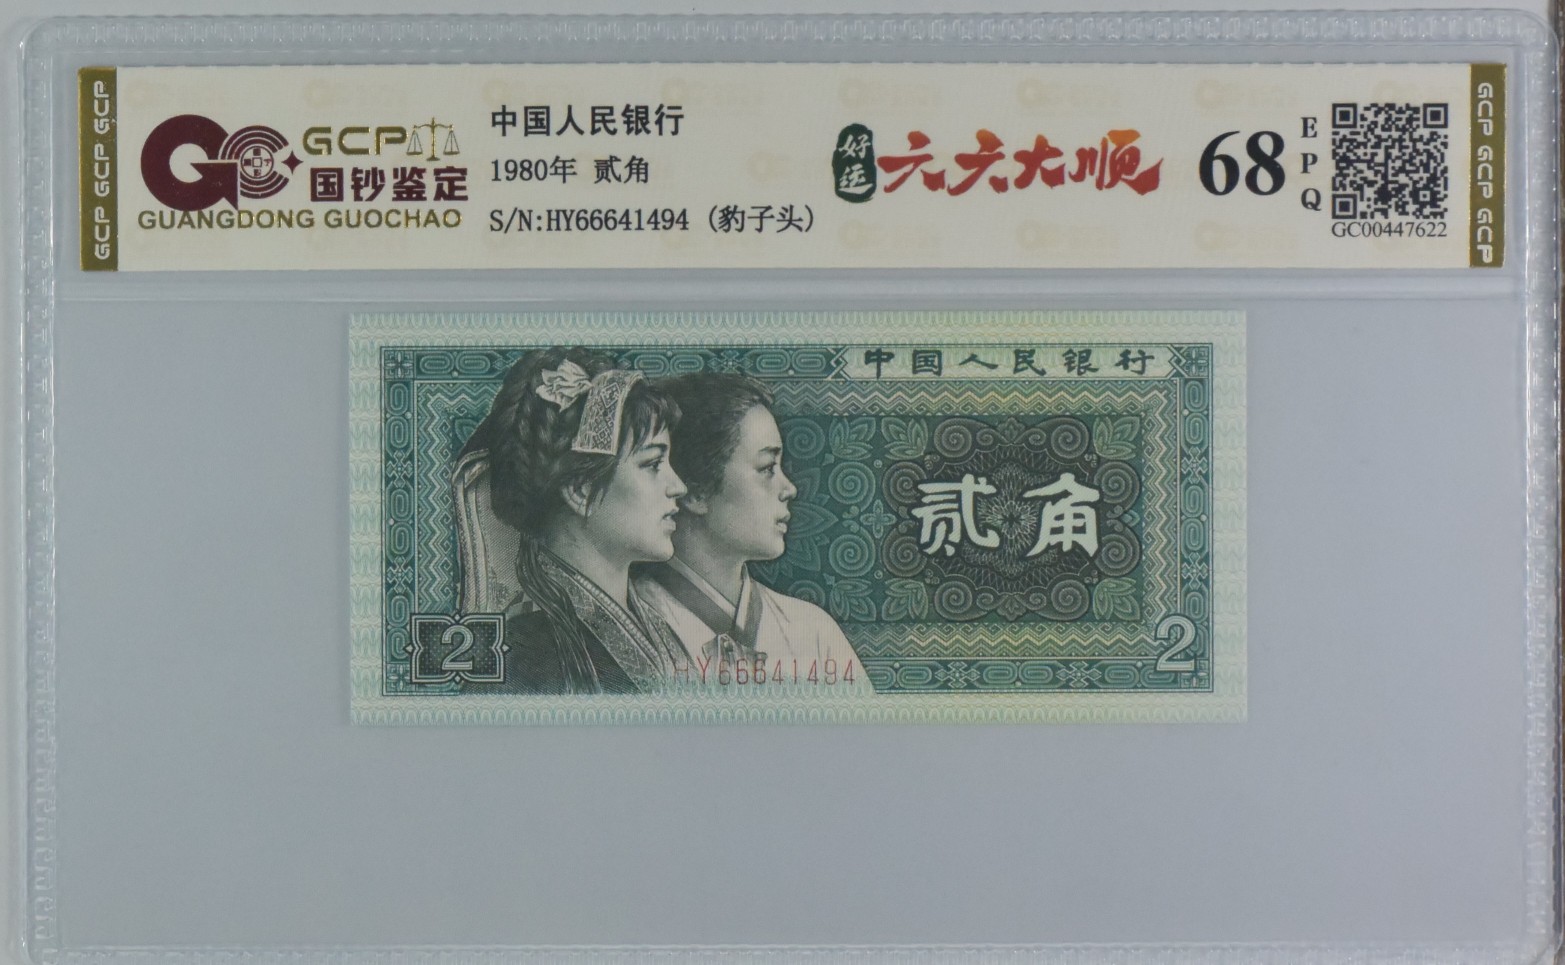 GCP GCP GCP
GCP
国钞鉴定
GUANGDONG GUOCHAO
中国人民银行
1980年 贰角
S/N:HY66641494 (豹子头)
好运
六六大顺
68
EPQ
GC00447622
GCP GCP GCP
中国人民银行
贰角
2
2
HY66641494